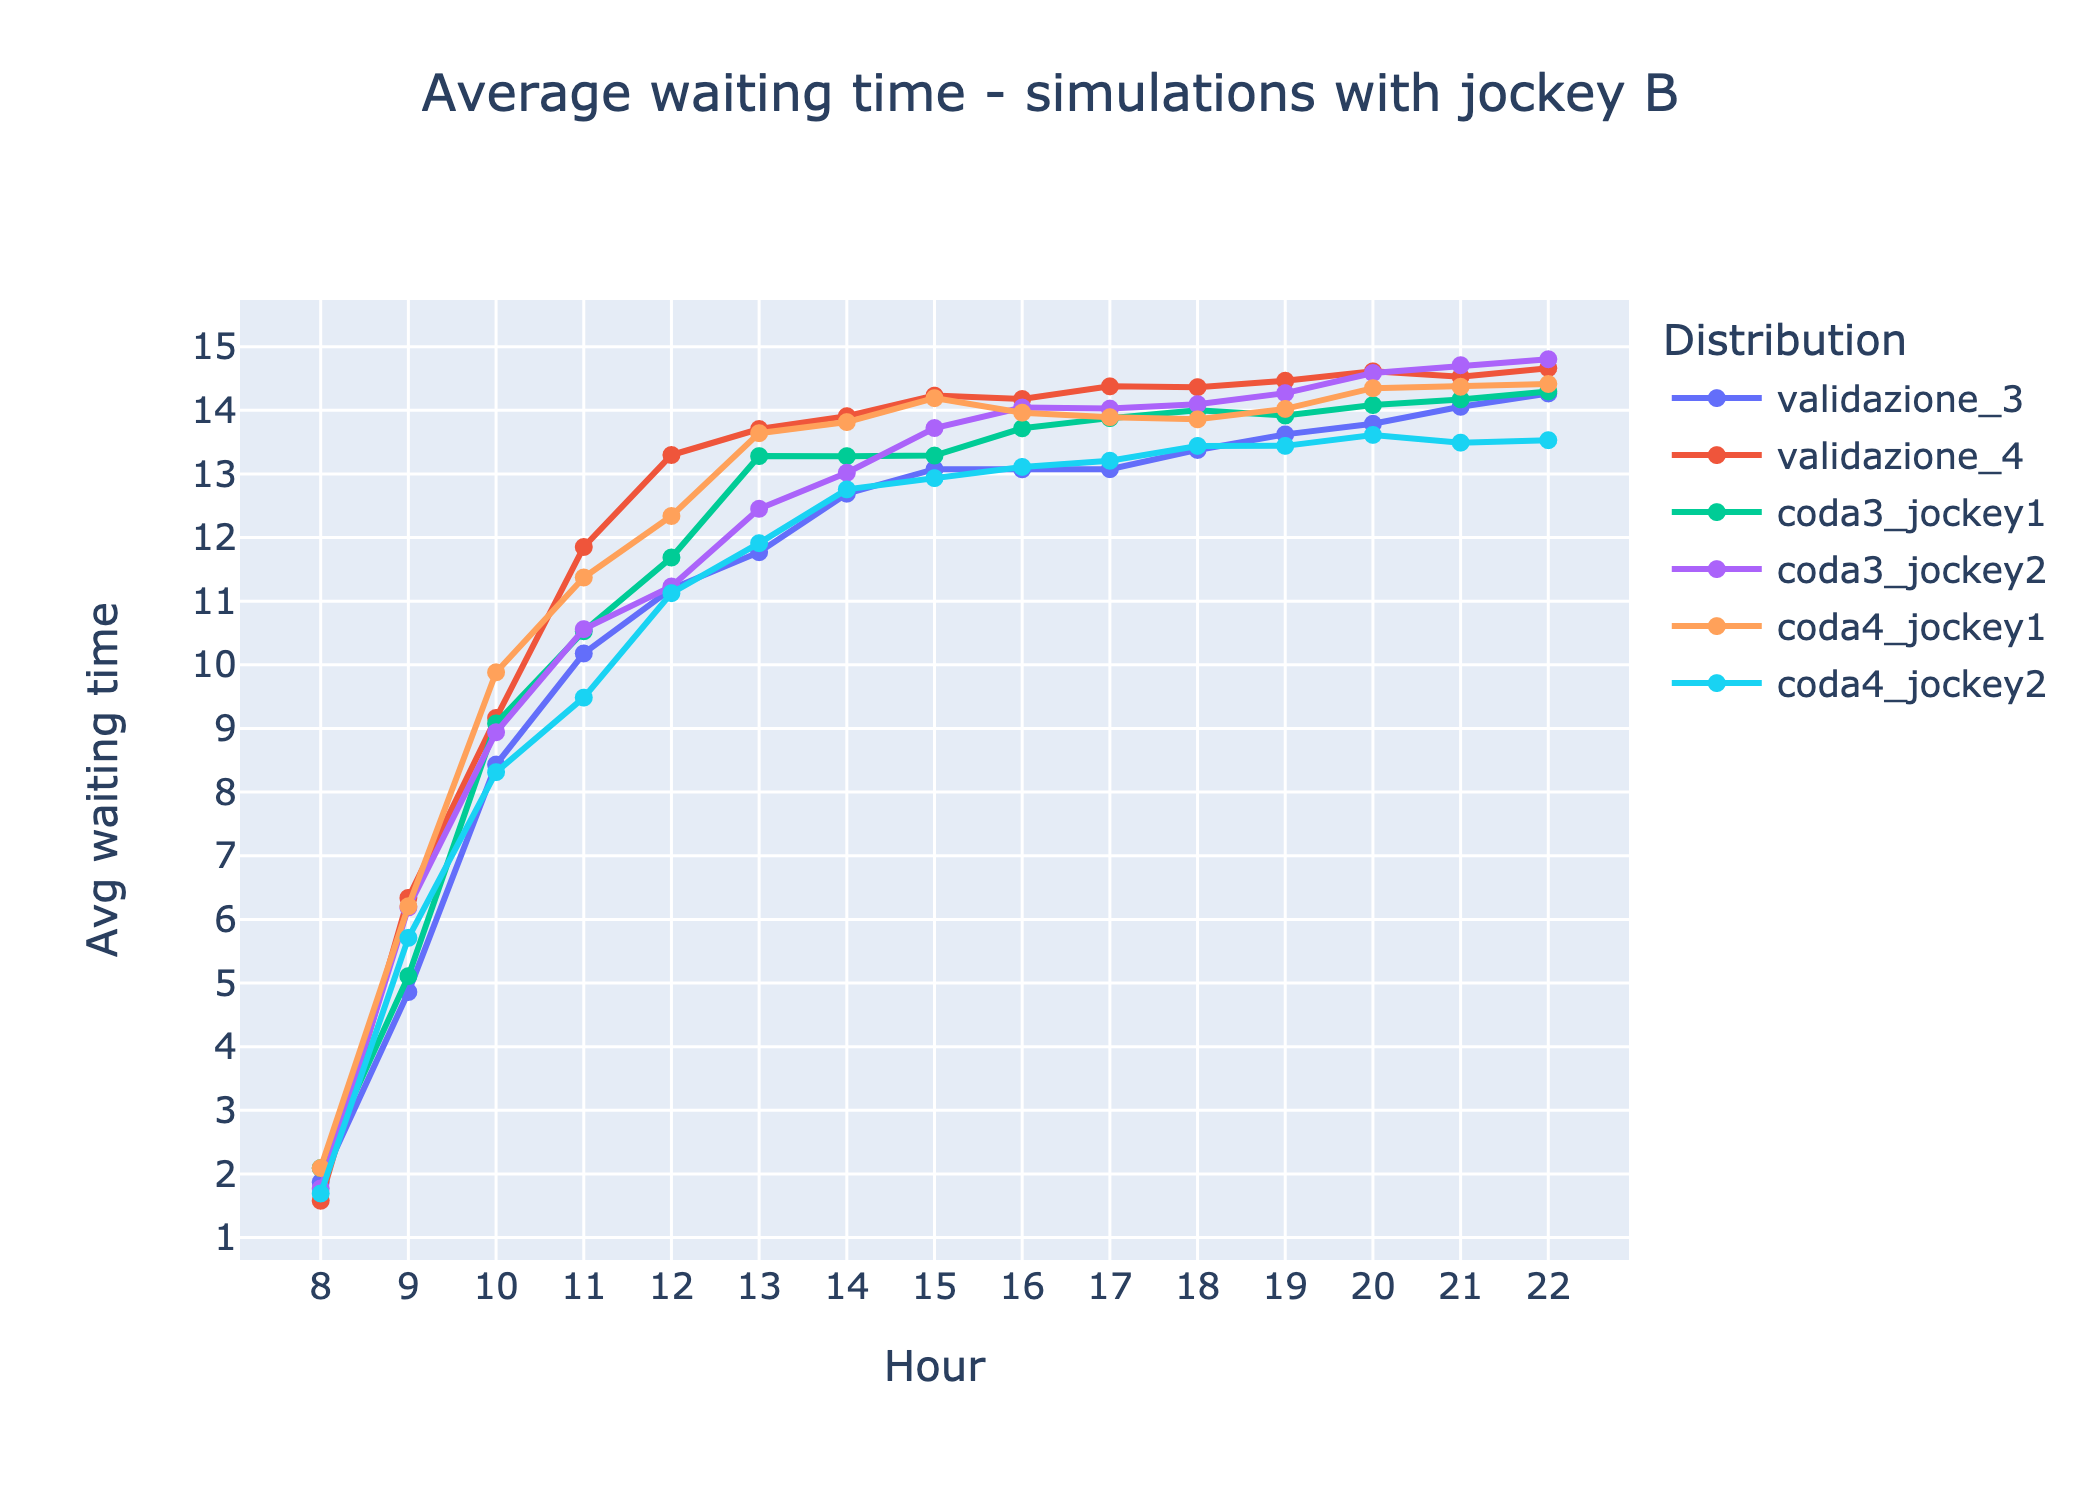 Average waiting time - simulations with jockey B
Avg waiting time
15
14
13
12
11
10
9
8
7
6
5
4
3
2
1
8 9 10 11 12 13 14 15 16 17 18 19 20 21 22
Hour
Distribution
validazione_3
validazione_4
coda3_jockey1
coda3_jockey2
coda4_jockey1
coda4_jockey2